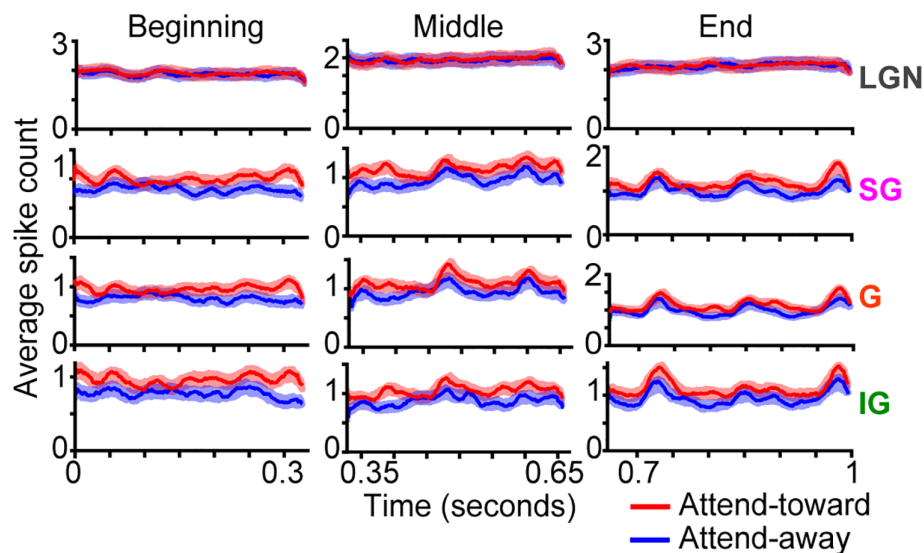 Beginning
Middle
End
Average spike count
3
0
2
0
3
0
LGN
1
0
1
0
2
1
0
SG
1
0
1
0
2
1
0
G
1
0
1
0
1
0
IG
0
0.3
0.35
0.65
0.7
1
Time (seconds)
Attend-toward
Attend-away